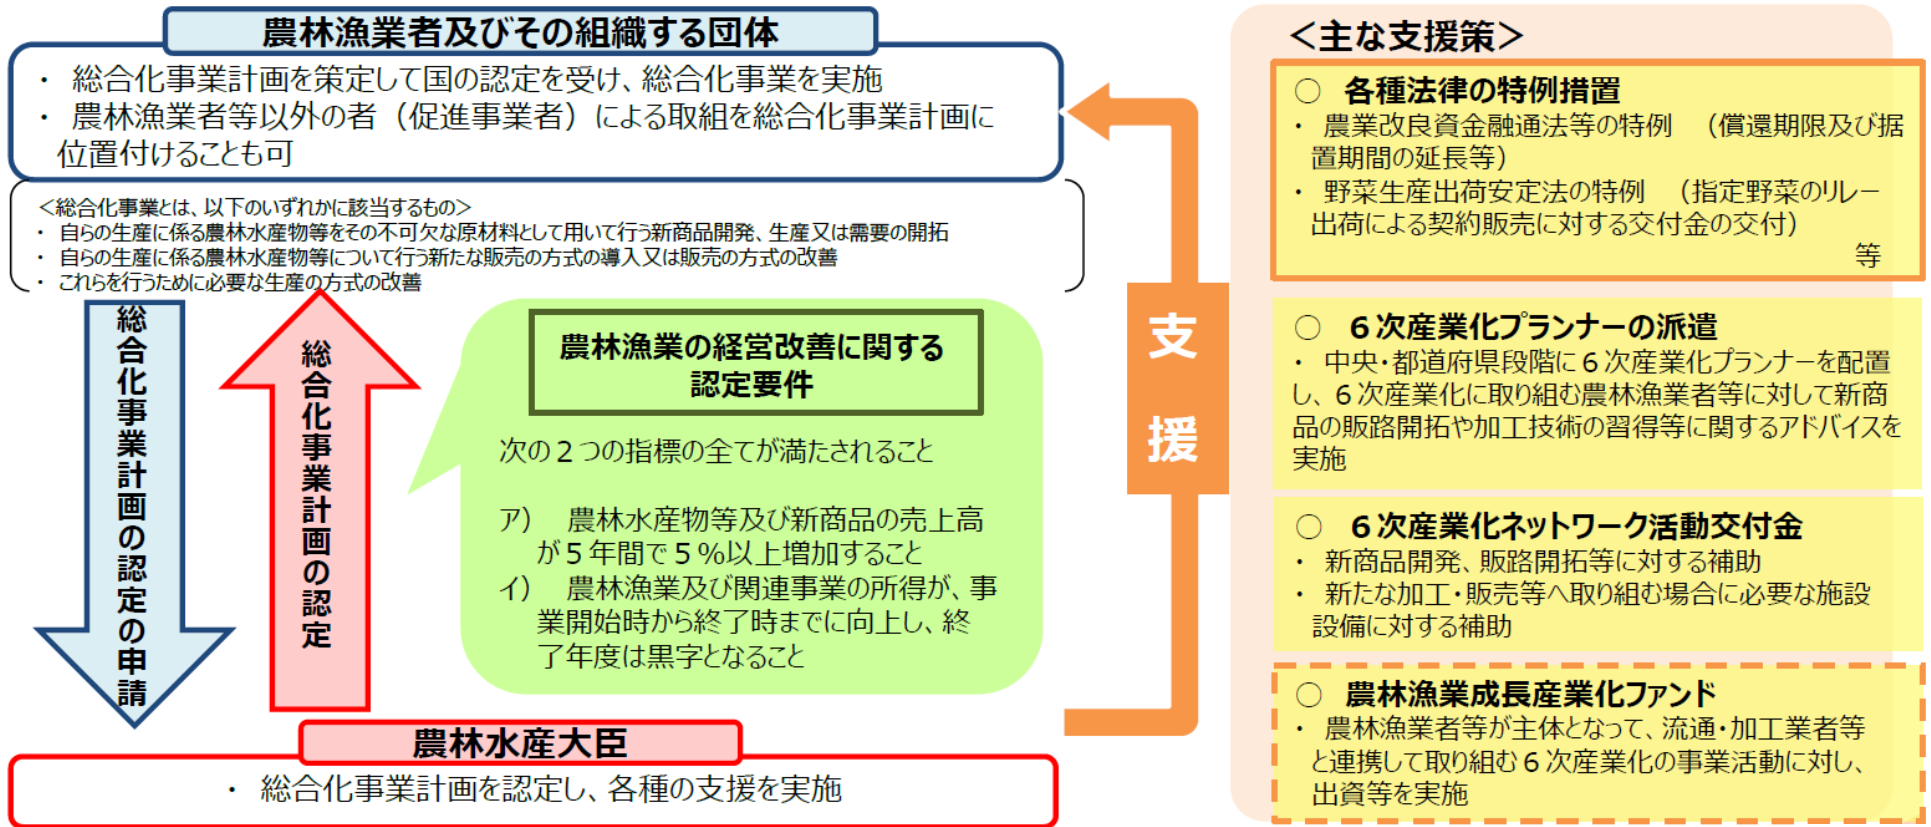 農林漁業者及びその組織する団体
・ 総合化事業計画を策定して国の認定を受け、総合化事業を実施
・ 農林漁業者等以外の者（促進事業者）による取組を総合化事業計画に
位置付けることも可
＜総合化事業とは、以下のいずれかに該当するもの＞
・ 自らの生産に係る農林水産物等をその不可欠な原材料として用いて行う新商品開発、生産又は需要の開拓
・ 自らの生産に係る農林水産物等について行う新たな販売の方式の導入又は販売の方式の改善
・ これらを行うために必要な生産の方式の改善
総合化事業計画の認定の申請
総合化事業計画の認定
農林漁業の経営改善に関する
認定要件
次の２つの指標の全てが満たされること
ア） 農林水産物等及び新商品の売上高
が５年間で５％以上増加すること
イ） 農林漁業及び関連事業の所得が、事
業開始時から終了時までに向上し、終
了年度は黒字となること
農林水産大臣
・ 総合化事業計画を認定し、各種の支援を実施
支援
＜主な支援策＞
○ 各種法律の特例措置
・ 農業改良資金融通法等の特例 （償還期限及び据
置期間の延長等）
・ 野菜生産出荷安定法の特例 （指定野菜のリレー
出荷による契約販売に対する交付金の交付）
等
○ ６次産業化プランナーの派遣
・ 中央・都道府県段階に６次産業化プランナーを配置
し、６次産業化に取り組む農林漁業者等に対して新商
品の販路開拓や加工技術の習得等に関するアドバイスを
実施
○ ６次産業化ネットワーク活動交付金
・ 新商品開発、販路開拓等に対する補助
・ 新たな加工・販売等へ取り組む場合に必要な施設
設備に対する補助
○ 農林漁業成長産業化ファンド
・ 農林漁業者等が主体となって、流通・加工業者等
と連携して取り組む６次産業化の事業活動に対し、
出資等を実施